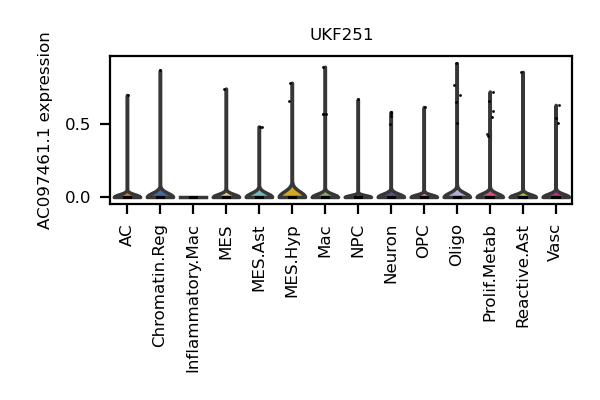 UKF251
AC097461.1 expression
0.5
0.0
AC
Chromatin.Reg
Inflammatory.Mac
MES
MES.Ast
MES.Hyp
Mac
NPC
Neuron
OPC
Oligo
Prolif.Metab
Reactive.Ast
Vasc